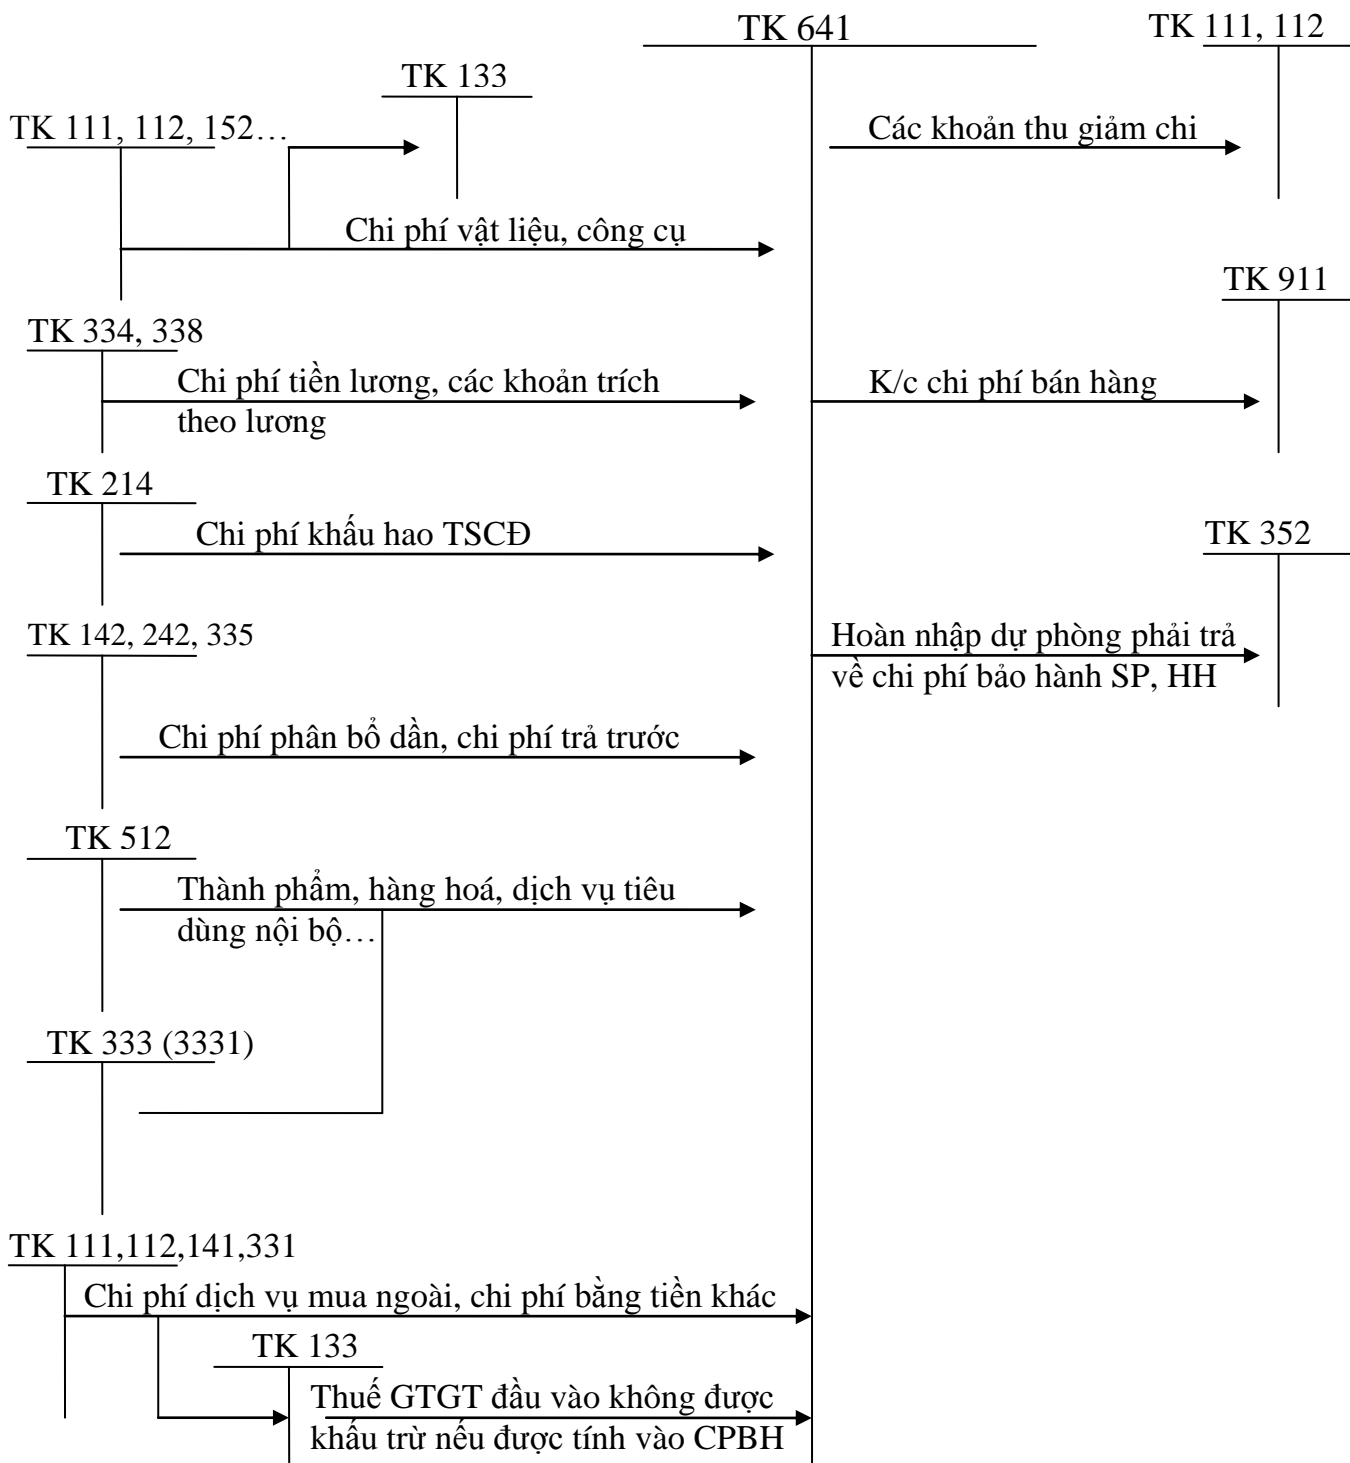 TK 641
TK 111, 112
TK 133
TK 111, 112, 152…
Các khoản thu giảm chi
Chi phí vật liệu, công cụ
TK 911
TK 334, 338
Chi phí tiền lương, các khoản trích
theo lương
K/c chi phí bán hàng
TK 214
Chi phí khấu hao TSCĐ
TK 352
TK 142, 242, 335
Hoàn nhập dự phòng phải trả
về chi phí bảo hành SP, HH
Chi phí phân bổ dần, chi phí trả trước
TK 512
Thành phẩm, hàng hoá, dịch vụ tiêu
dùng nội bộ…
TK 333 (3331)
TK 111,112,141,331
Chi phí dịch vụ mua ngoài, chi phí bằng tiền khác
TK 133
Thuế GTGT đầu vào không được
khấu trừ nếu được tính vào CPBH